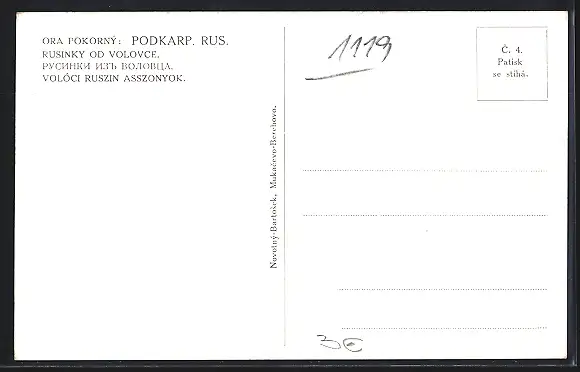 ORA POKORNÝ: PODKARP. RUS.
RUSINKY OD VOLOVCE.
РУСИНКИ ИЗЪ ВОЛОВЦА.
VOLÓCI RUSZIN ASSZONYOK.
Novotný-Bartošek, Mukačevo-Berehovo.
1119
Č. 4.
Patisk
se stíhá.
3€